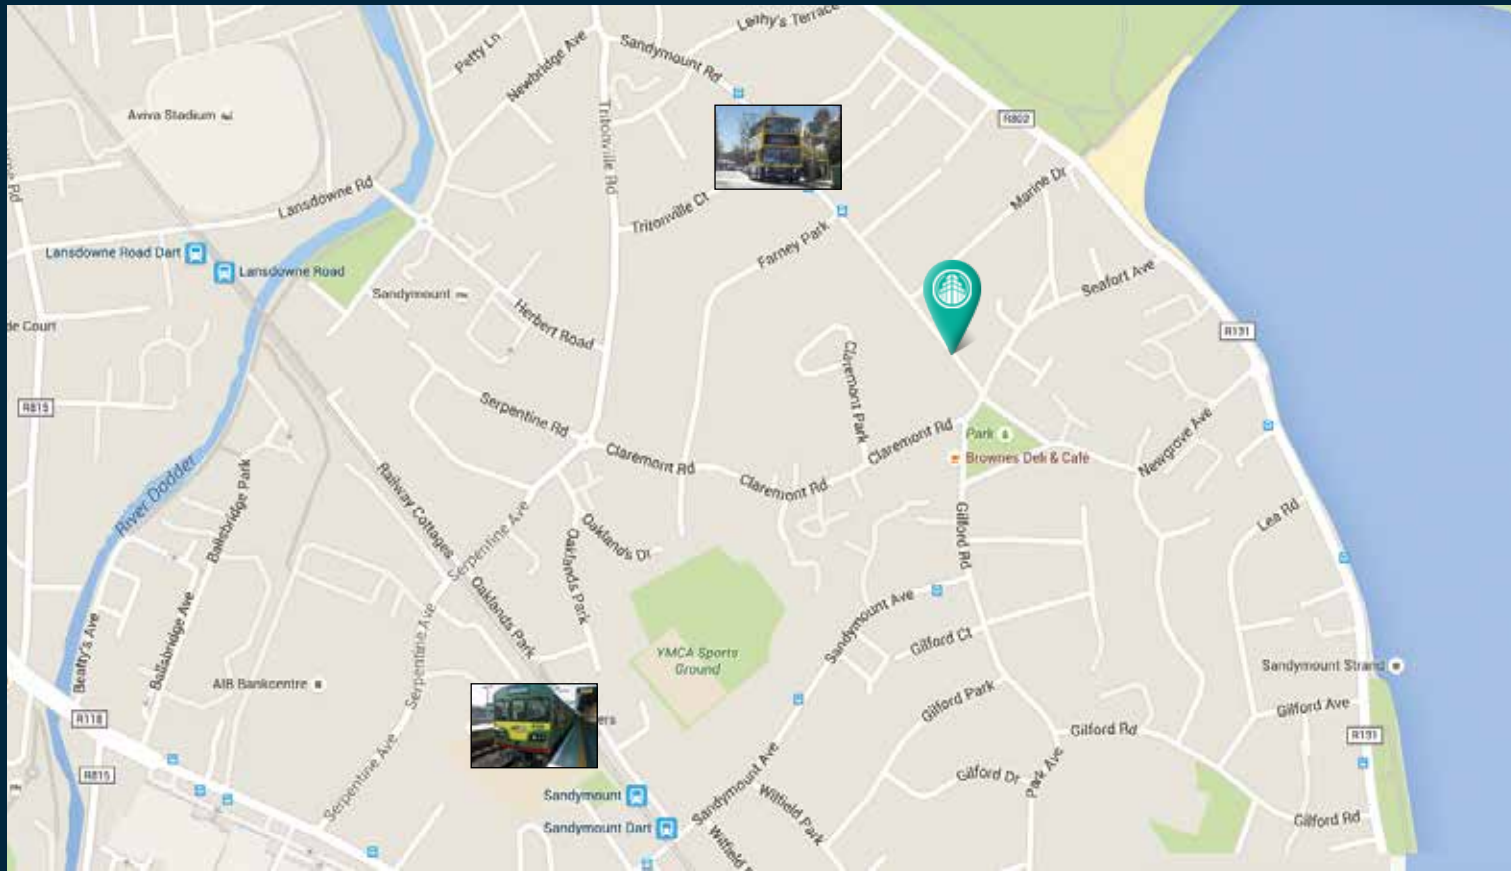 Leahy's Terrace
Petty Ln
Newbridge Ave
Sandymount Rd
Aviva Stadium
R802
Tritonville Rd
Lansdowne Rd
Marine Dr
Tritonville Ct
Farney Park
Lansdowne Road Dart
Lansdowne Road
Seafort Ave
Sandymount
de Court
Herbert Road
R131
Claremont Park
R815
Serpentine Rd
Claremont Rd
Claremont Rd
Park
Newgrove Ave
Brownes Deli & Café
Claremont Rd
River Dodder
Ballsbridge Park
Railway Cottages
Serpentine Ave
Oaklands Dr
Oaklands Park
Gilford Rd
Lea Rd
Oaklands Park
Sandymount Ave
Gilford Ct
Beatty's Ave
Ballsbridge Ave
Serpentine Ave
YMCA Sports
Ground
Sandymount Strand
AIB Bankcentre
Gilford Park
Gilford Ave
R118
ers
Gilford Rd
R131
Serpentine Ave
R815
Sandymount Ave
Gilford Dr
Park Ave
Sandymount
Wilfield Park
Gilford Rd
Sandymount Dart
Wilfield